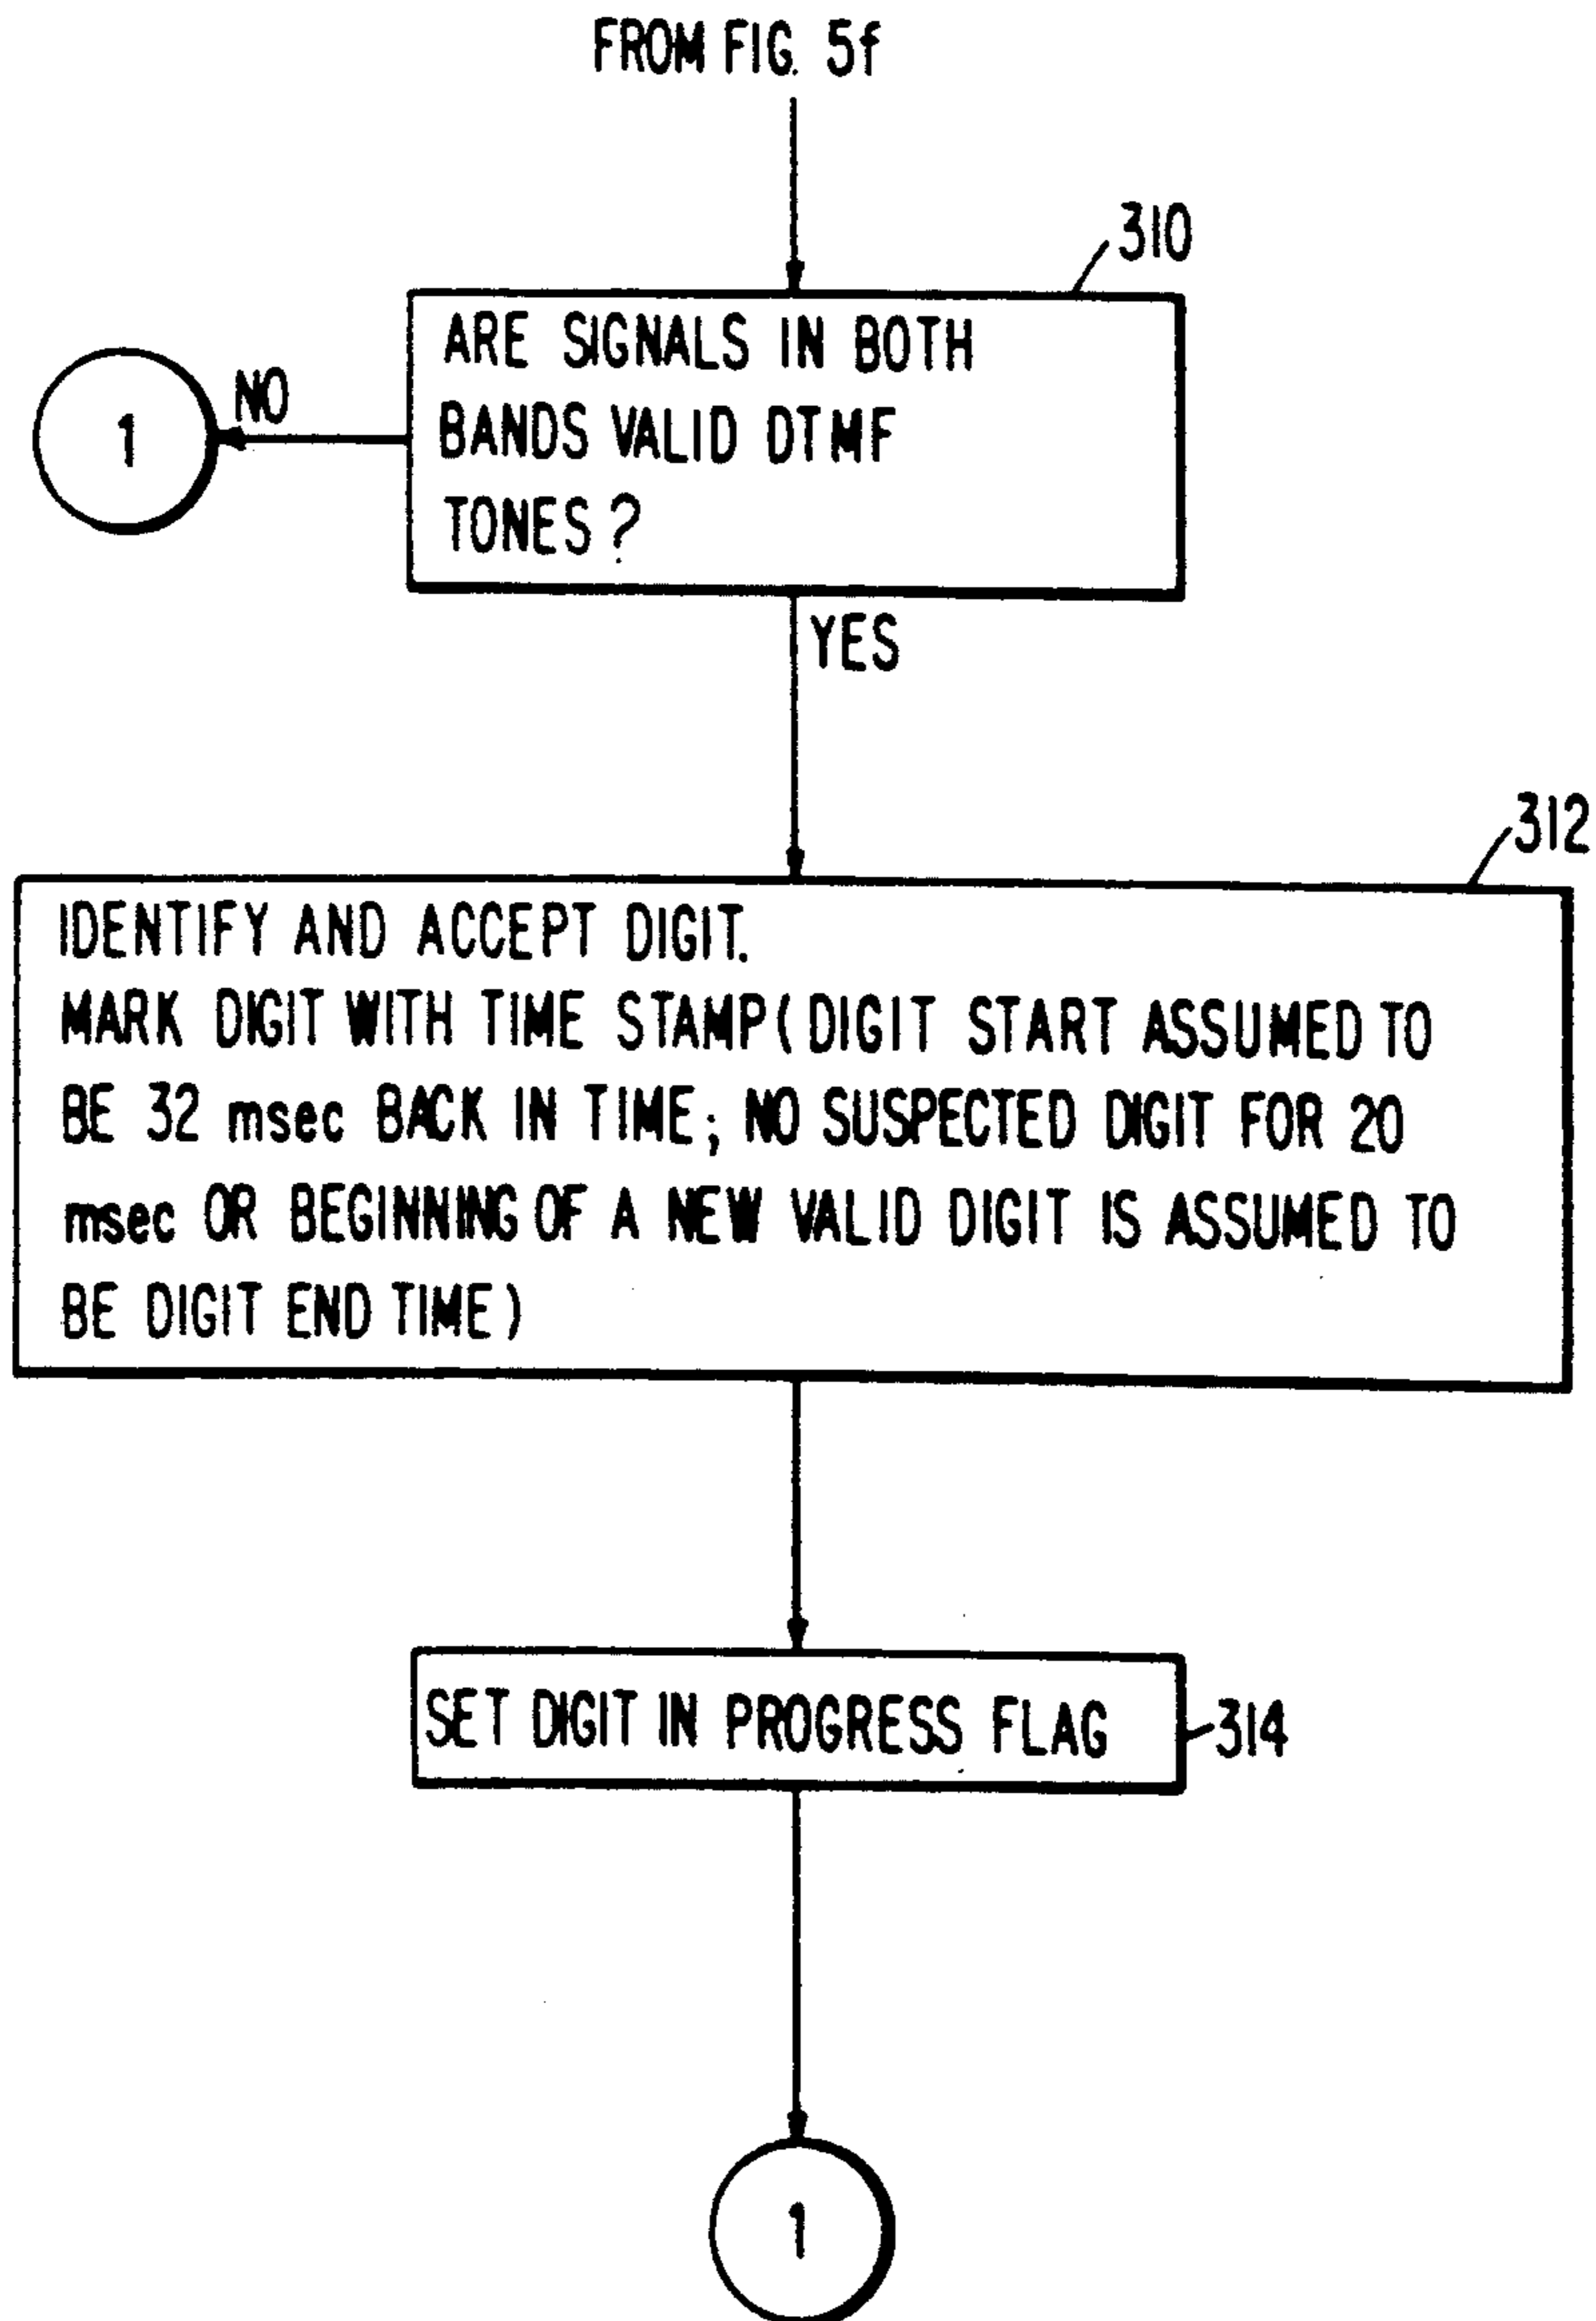 FROM FIG. 5f
310
ARE SIGNALS IN BOTH
BANDS VALID DTMF
TONES?
NO
1
YES
312
IDENTIFY AND ACCEPT DIGIT.
MARK DIGIT WITH TIME STAMP (DIGIT START ASSUMED TO
BE 32 msec BACK IN TIME; NO SUSPECTED DIGIT FOR 20
msec OR BEGINNING OF A NEW VALID DIGIT IS ASSUMED TO
BE DIGIT END TIME)
SET DIGIT IN PROGRESS FLAG
314
1